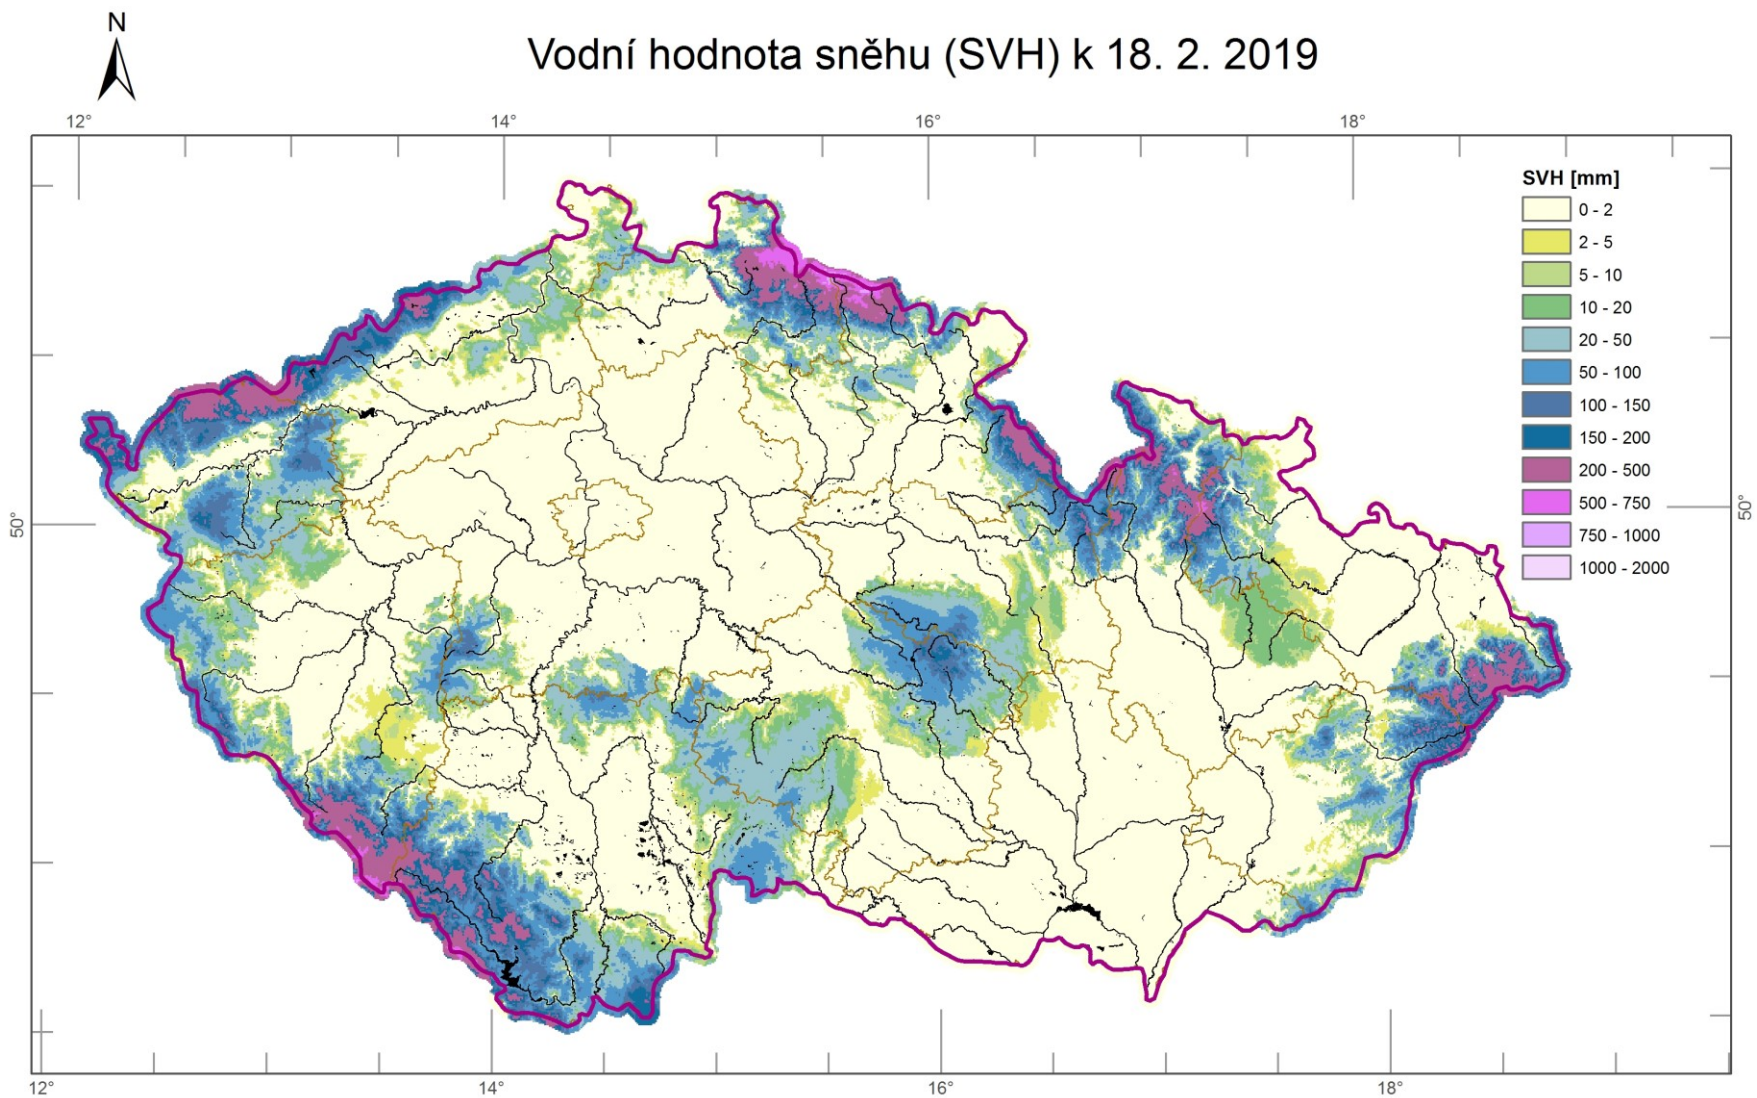 N
Vodní hodnota sněhu (SVH) k 18. 2. 2019
12°
14°
16°
18°
SVH [mm]
0 - 2
2 - 5
5 - 10
10 - 20
20 - 50
50 - 100
100 - 150
150 - 200
200 - 500
500 - 750
750 - 1000
1000 - 2000
50°
50°
12°
14°
16°
18°